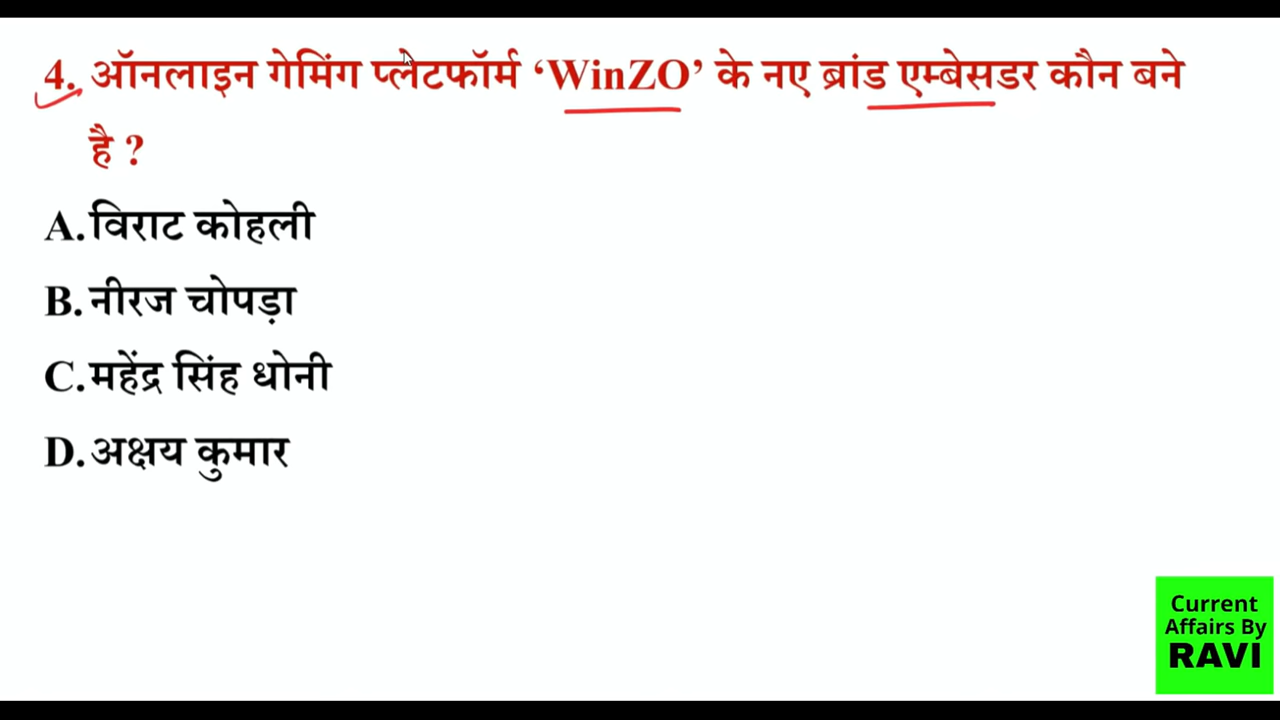 4. ऑनलाइन गेमिंग प्लेटफॉर्म ‘WinZO’ के नए ब्रांड एम्बेसडर कौन बने
है ?
A.विराट कोहली
B. नीरज चोपड़ा
C.महेंद्र सिंह धोनी
D.अक्षय कुमार
Current
Affairs By
RAVI